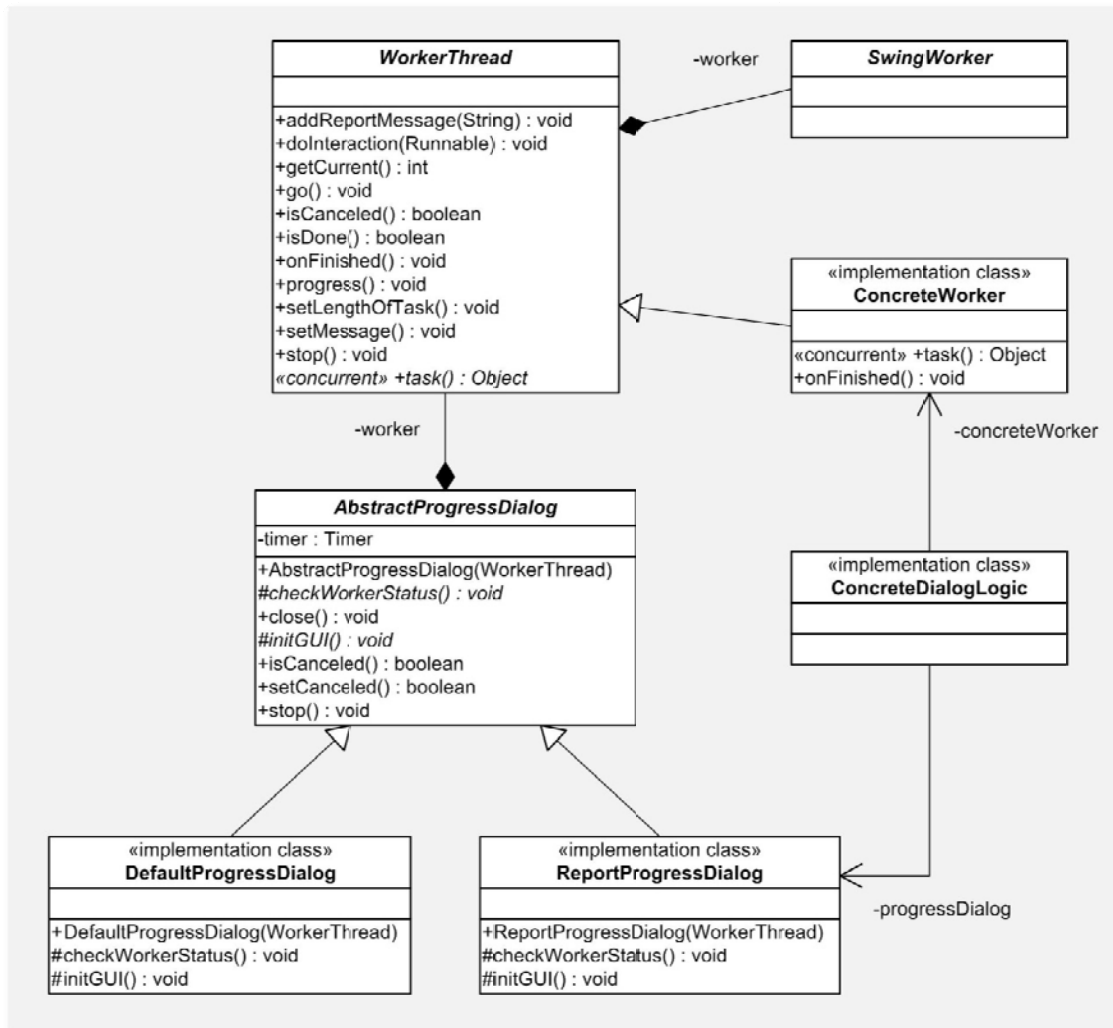 WorkerThread
+addReportMessage(String) : void
+doInteraction(Runnable) : void
+getCurrent() : int
+go() : void
+isCanceled() : boolean
+isDone() : boolean
+onFinished() : void
+progress() : void
+setLengthOfTask() : void
+setMessage() : void
+stop() : void
«concurrent» +task() : Object
-worker
SwingWorker
«implementation class»
ConcreteWorker
«concurrent» +task() : Object
+onFinished() : void
-worker
-concreteWorker
AbstractProgressDialog
-timer : Timer
+AbstractProgressDialog(WorkerThread)
#checkWorkerStatus() : void
+close() : void
#initGUI() : void
+isCanceled() : boolean
+setCanceled() : boolean
+stop() : void
«implementation class»
ConcreteDialogLogic
«implementation class»
DefaultProgressDialog
+DefaultProgressDialog(WorkerThread)
#checkWorkerStatus() : void
#initGUI() : void
«implementation class»
ReportProgressDialog
+ReportProgressDialog(WorkerThread)
#checkWorkerStatus() : void
#initGUI() : void
-progressDialog